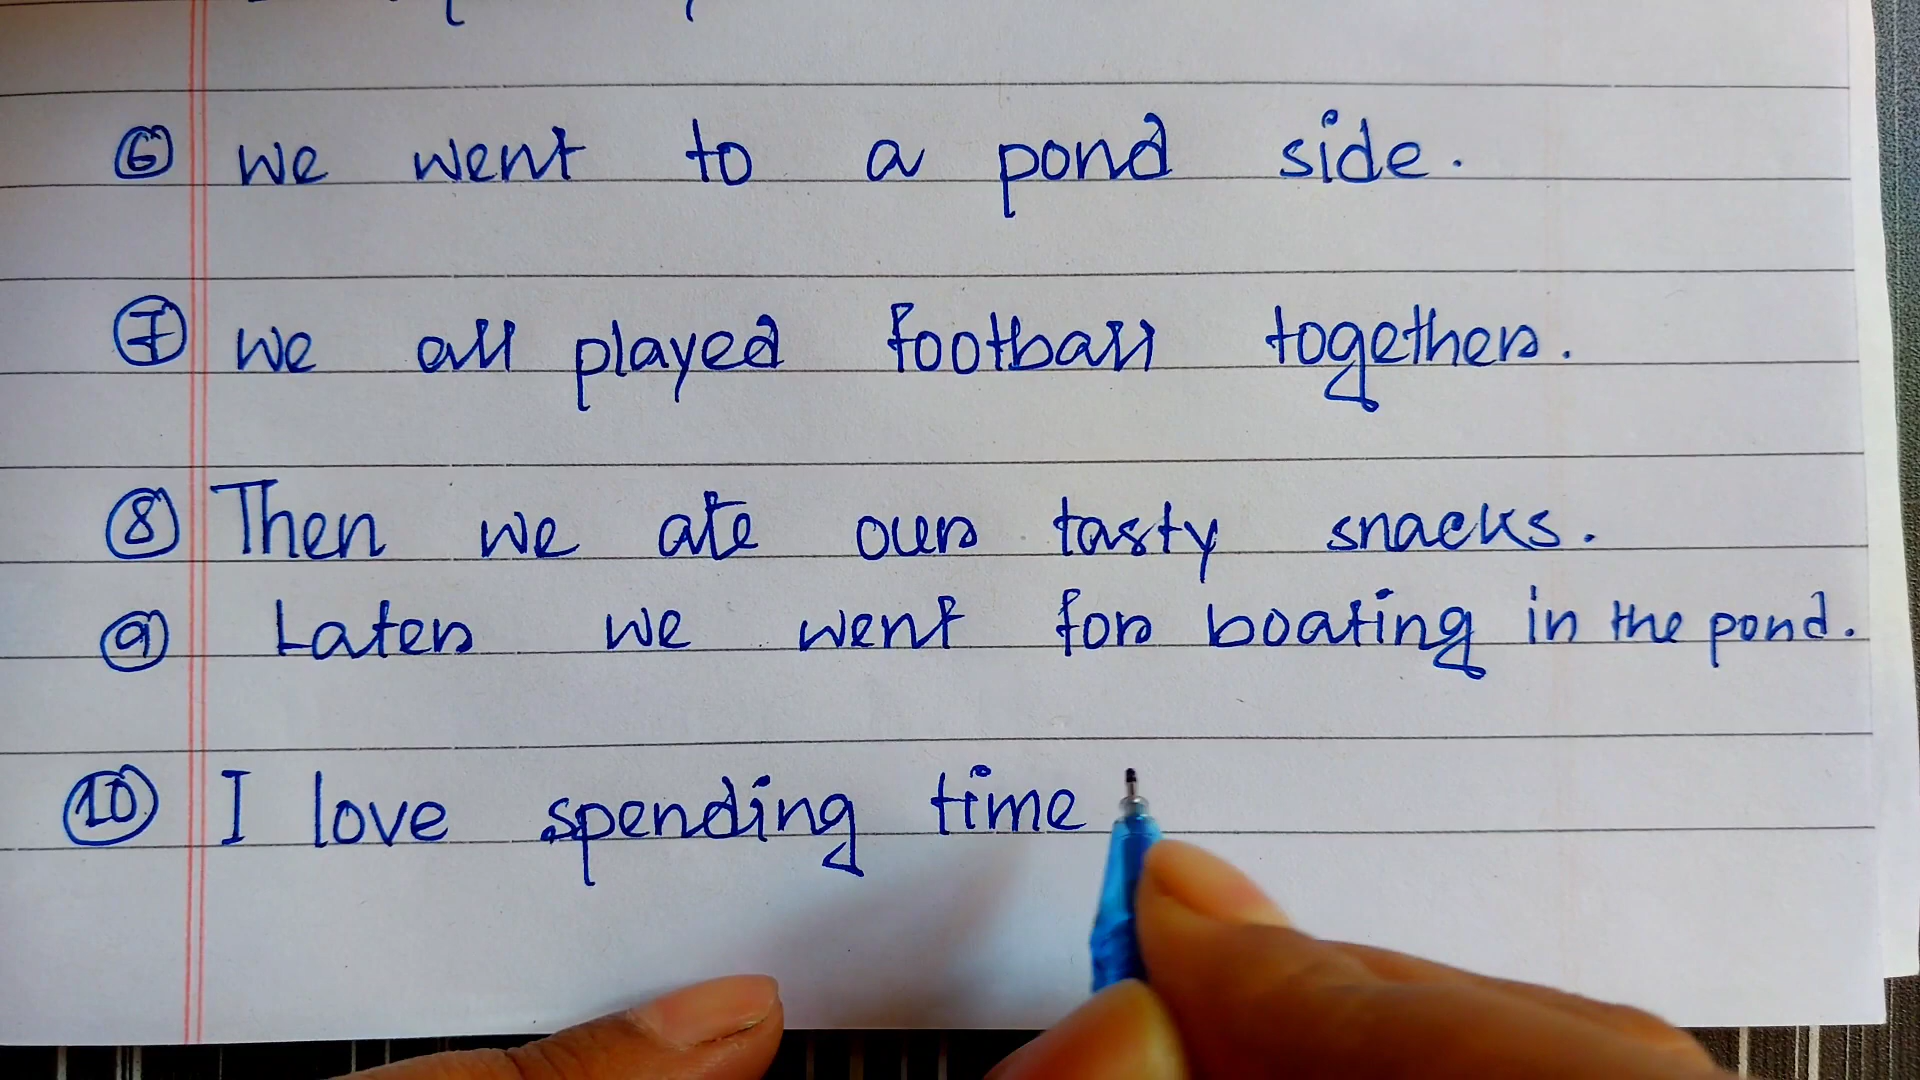 6 We went to a pond side.
7 We all played football together.
8 Then we ate our tasty snacks.
9 Later we went for boating in the pond.
10 I love spending time